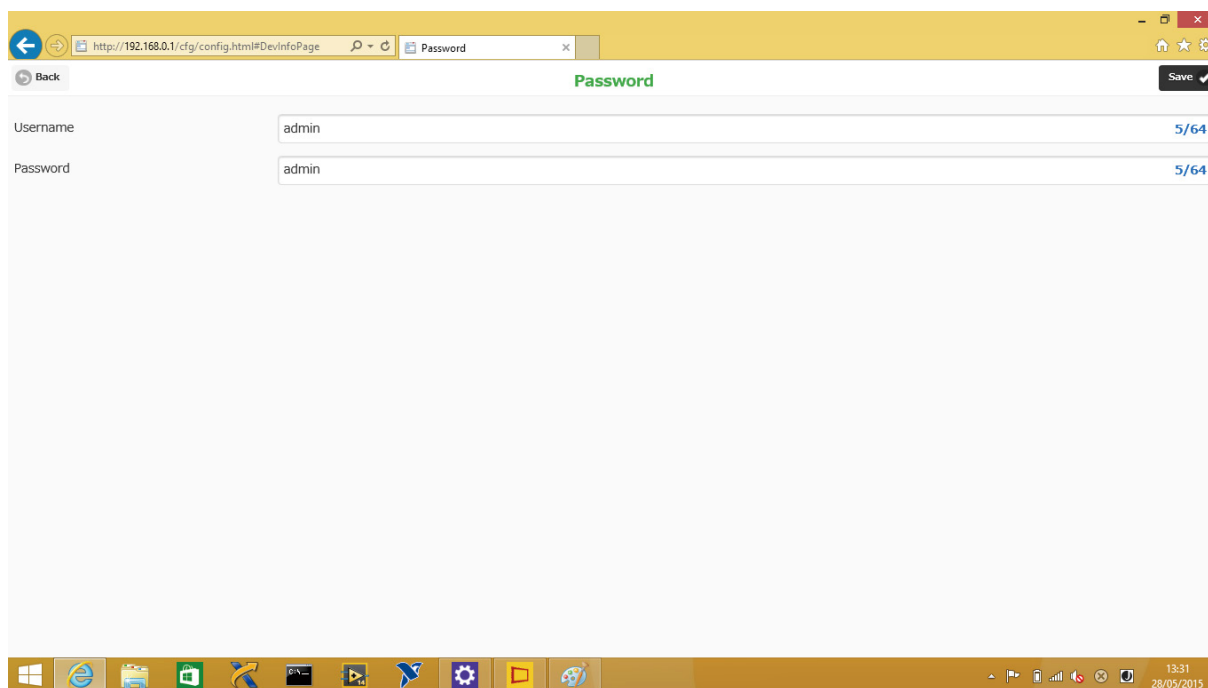 http://192.168.0.1/cfg/config.html#DevInfoPage
Password
Back
Password
Save
Username
admin
5/64
Password
admin
5/64
C:\_
14
13:31
28/05/2015